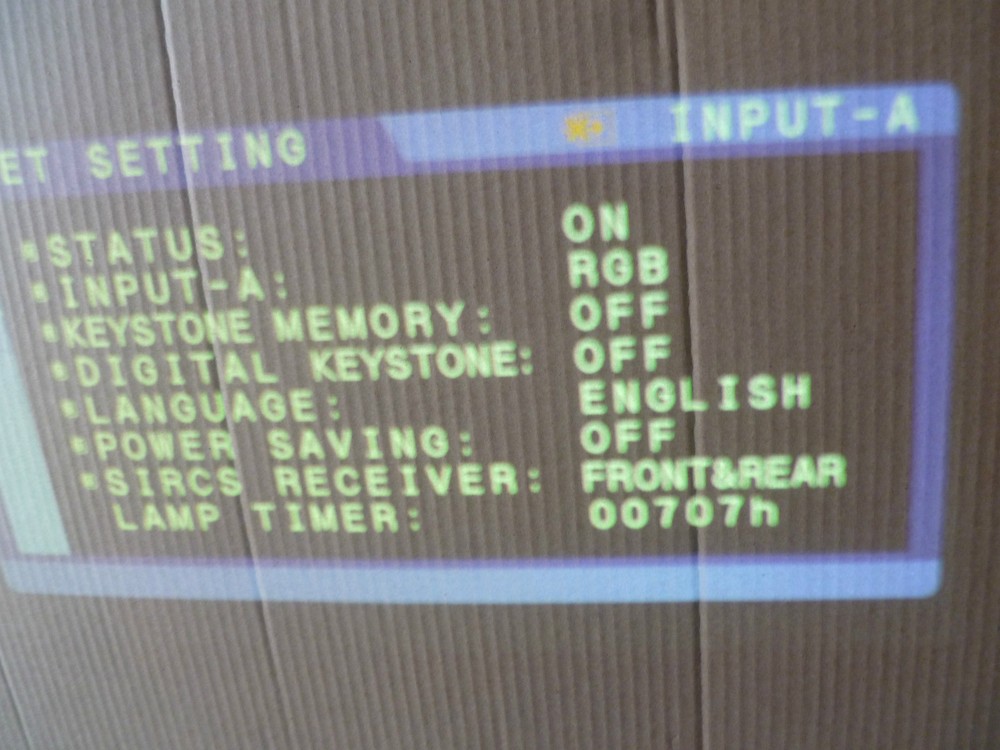 ET SETTING INPUT-A
STATUS: ON
INPUT-A: RGB
KEYSTONE MEMORY: OFF
DIGITAL KEYSTONE: OFF
LANGUAGE: ENGLISH
POWER SAVING: OFF
SIRCS RECEIVER: FRONT&REAR
LAMP TIMER: 00707h